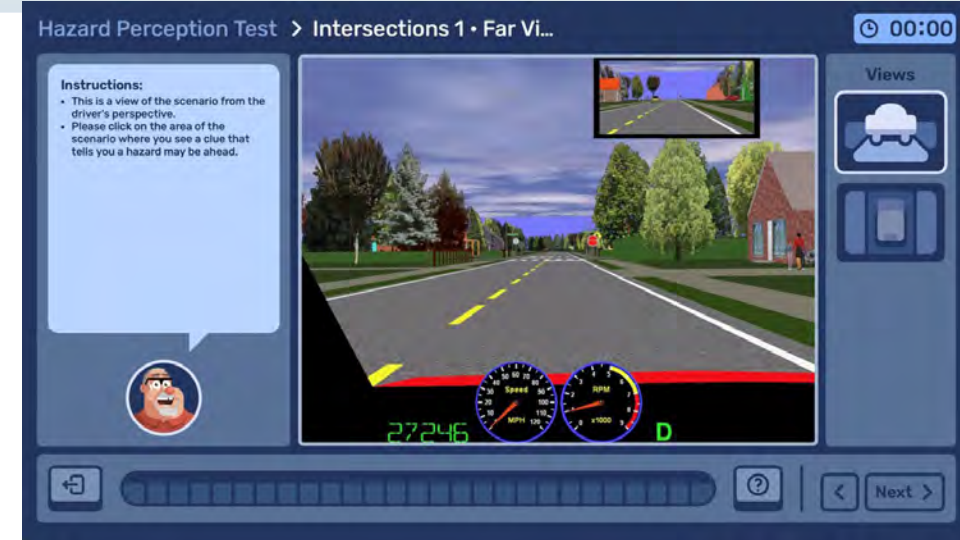 Hazard Perception Test > Intersections 1 • Far Vi...
00:00
Instructions:
• This is a view of the scenario from the
driver's perspective.
• Please click on the area of the
scenario where you see a clue that
tells you a hazard may be ahead.
Views
Speed
MPH
RPM
x1000
27246
D
Next >